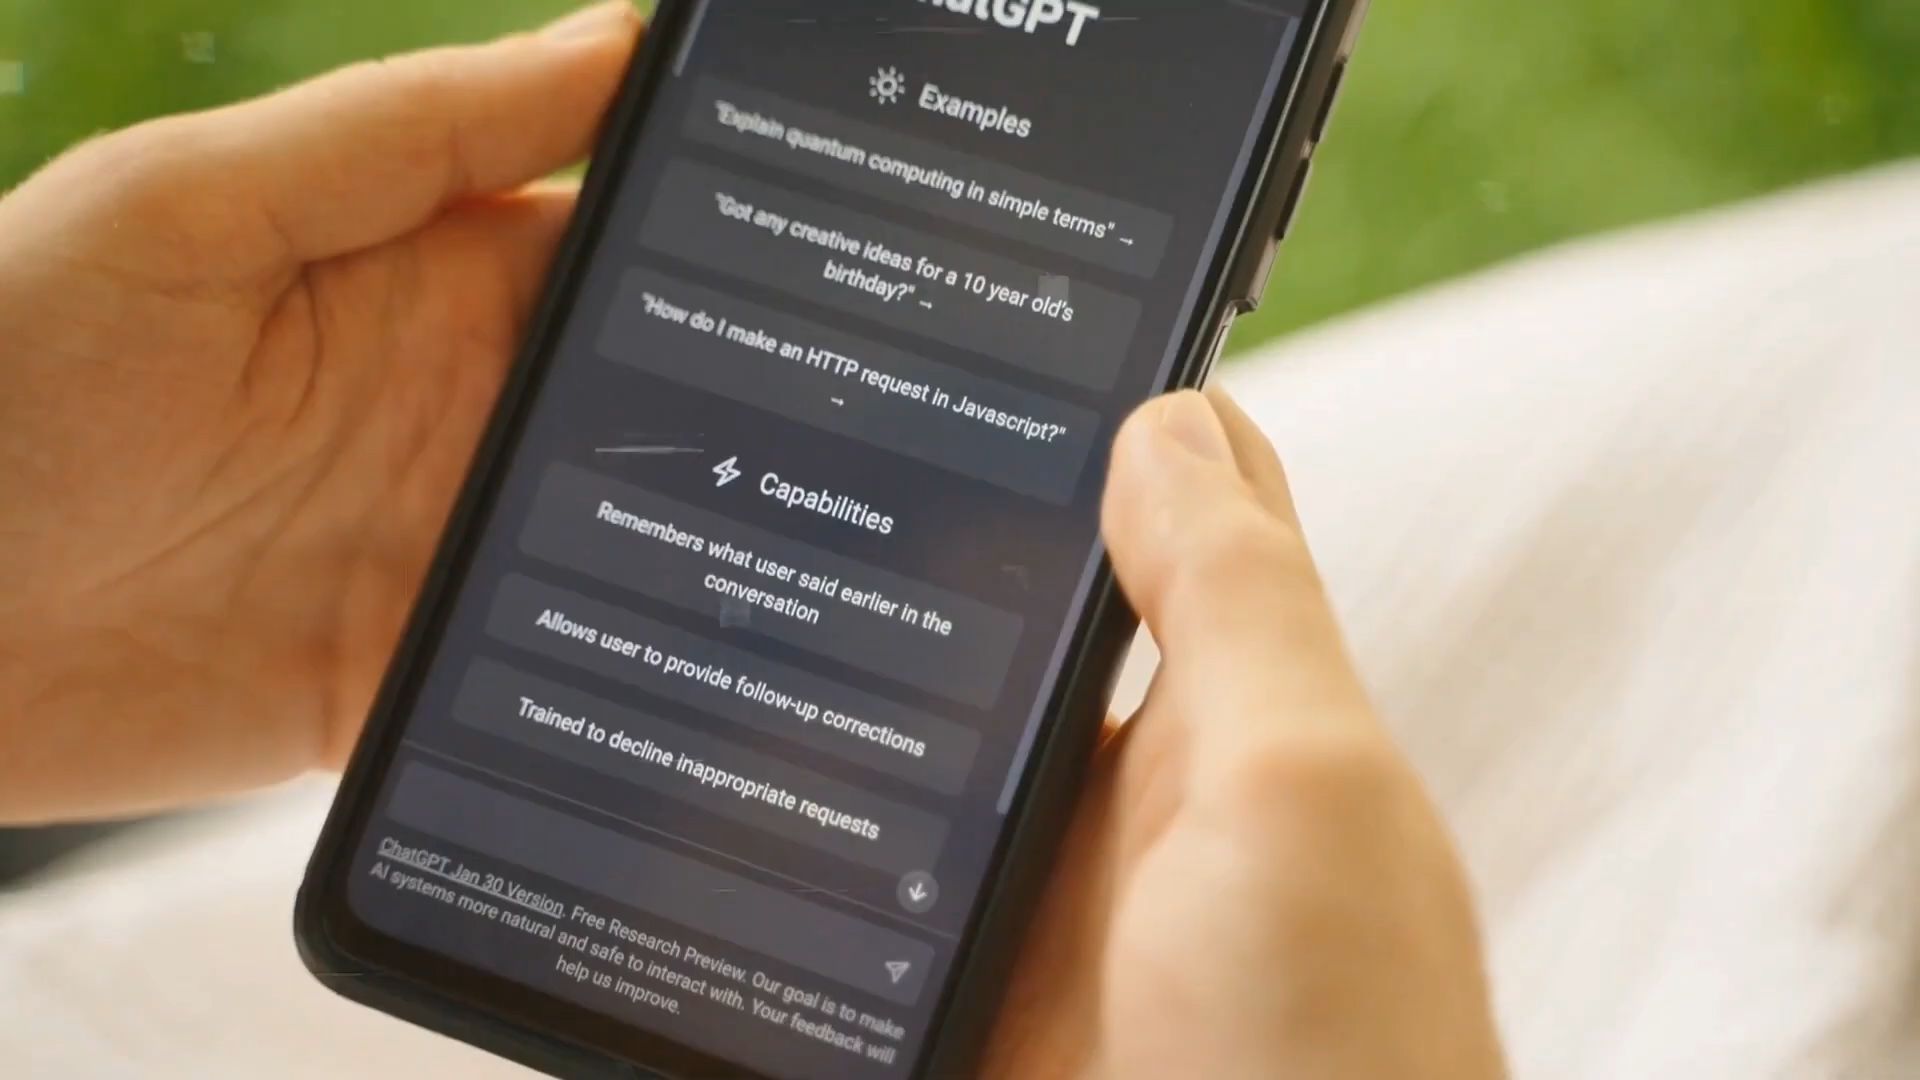 Examples
"Explain quantum computing in simple terms" →
"Got any creative ideas for a 10 year old's
birthday?" →
"How do I make an HTTP request in Javascript?"
→
Capabilities
Remembers what user said earlier in the
conversation
Allows user to provide follow-up corrections
Trained to decline inappropriate requests
ChatGPT Jan 30 Version. Free Research Preview. Our goal is to make
AI systems more natural and safe to interact with. Your feedback will
help us improve.